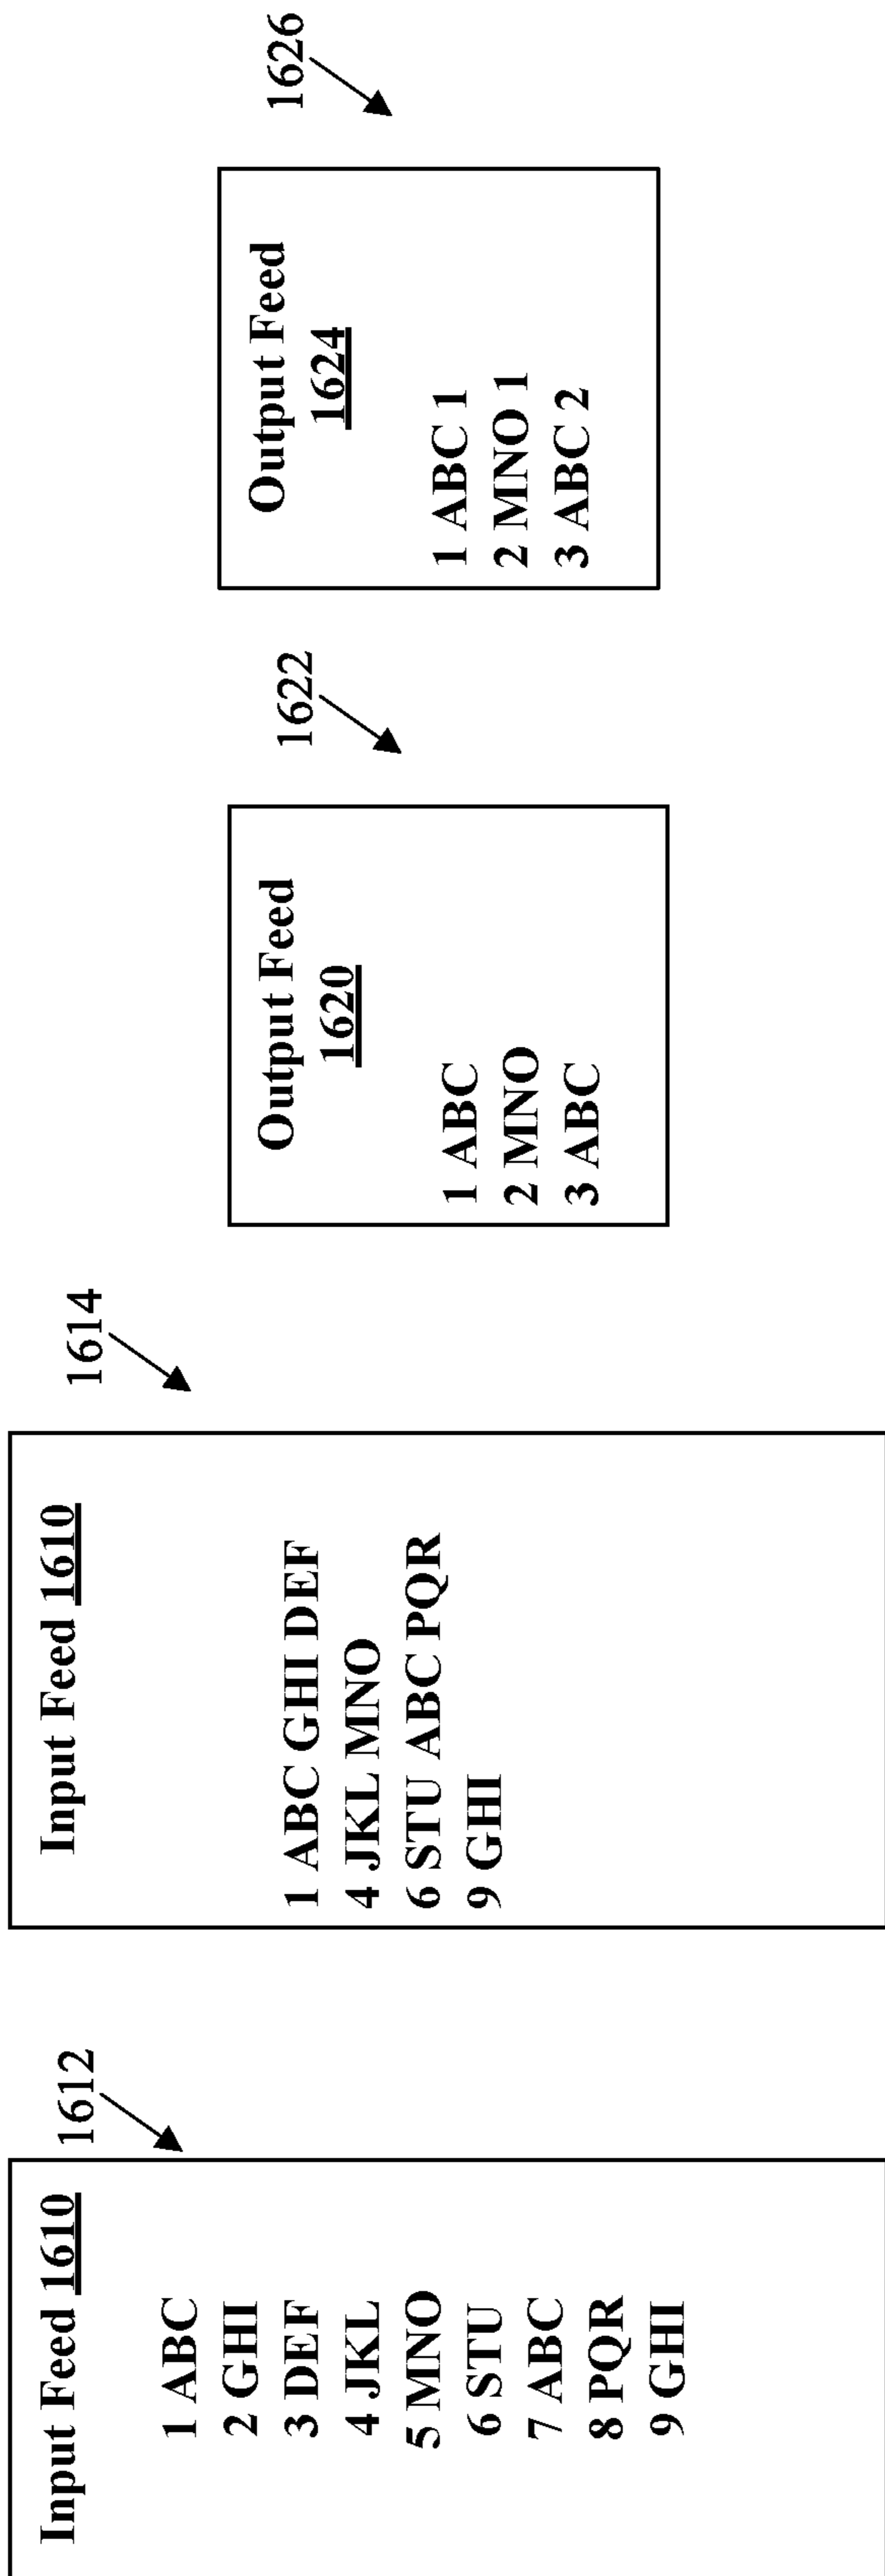 Input Feed 1610
1612
1 ABC
2 GHI
3 DEF
4 JKL
5 MNO
6 STU
7 ABC
8 PQR
9 GHI
Input Feed 1610
1614
1 ABC GHI DEF
4 JKL MNO
6 STU ABC PQR
9 GHI
Output Feed
1620
1622
1 ABC
2 MNO
3 ABC
Output Feed
1624
1626
1 ABC 1
2 MNO 1
3 ABC 2